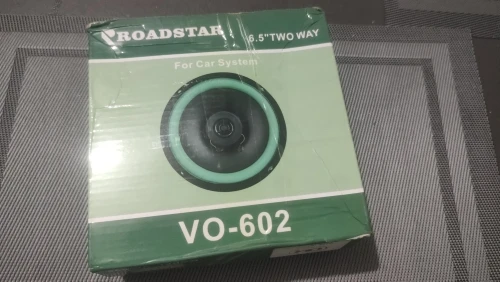 ROADSTAR
6.5"TWO WAY
For Car System
VO-602